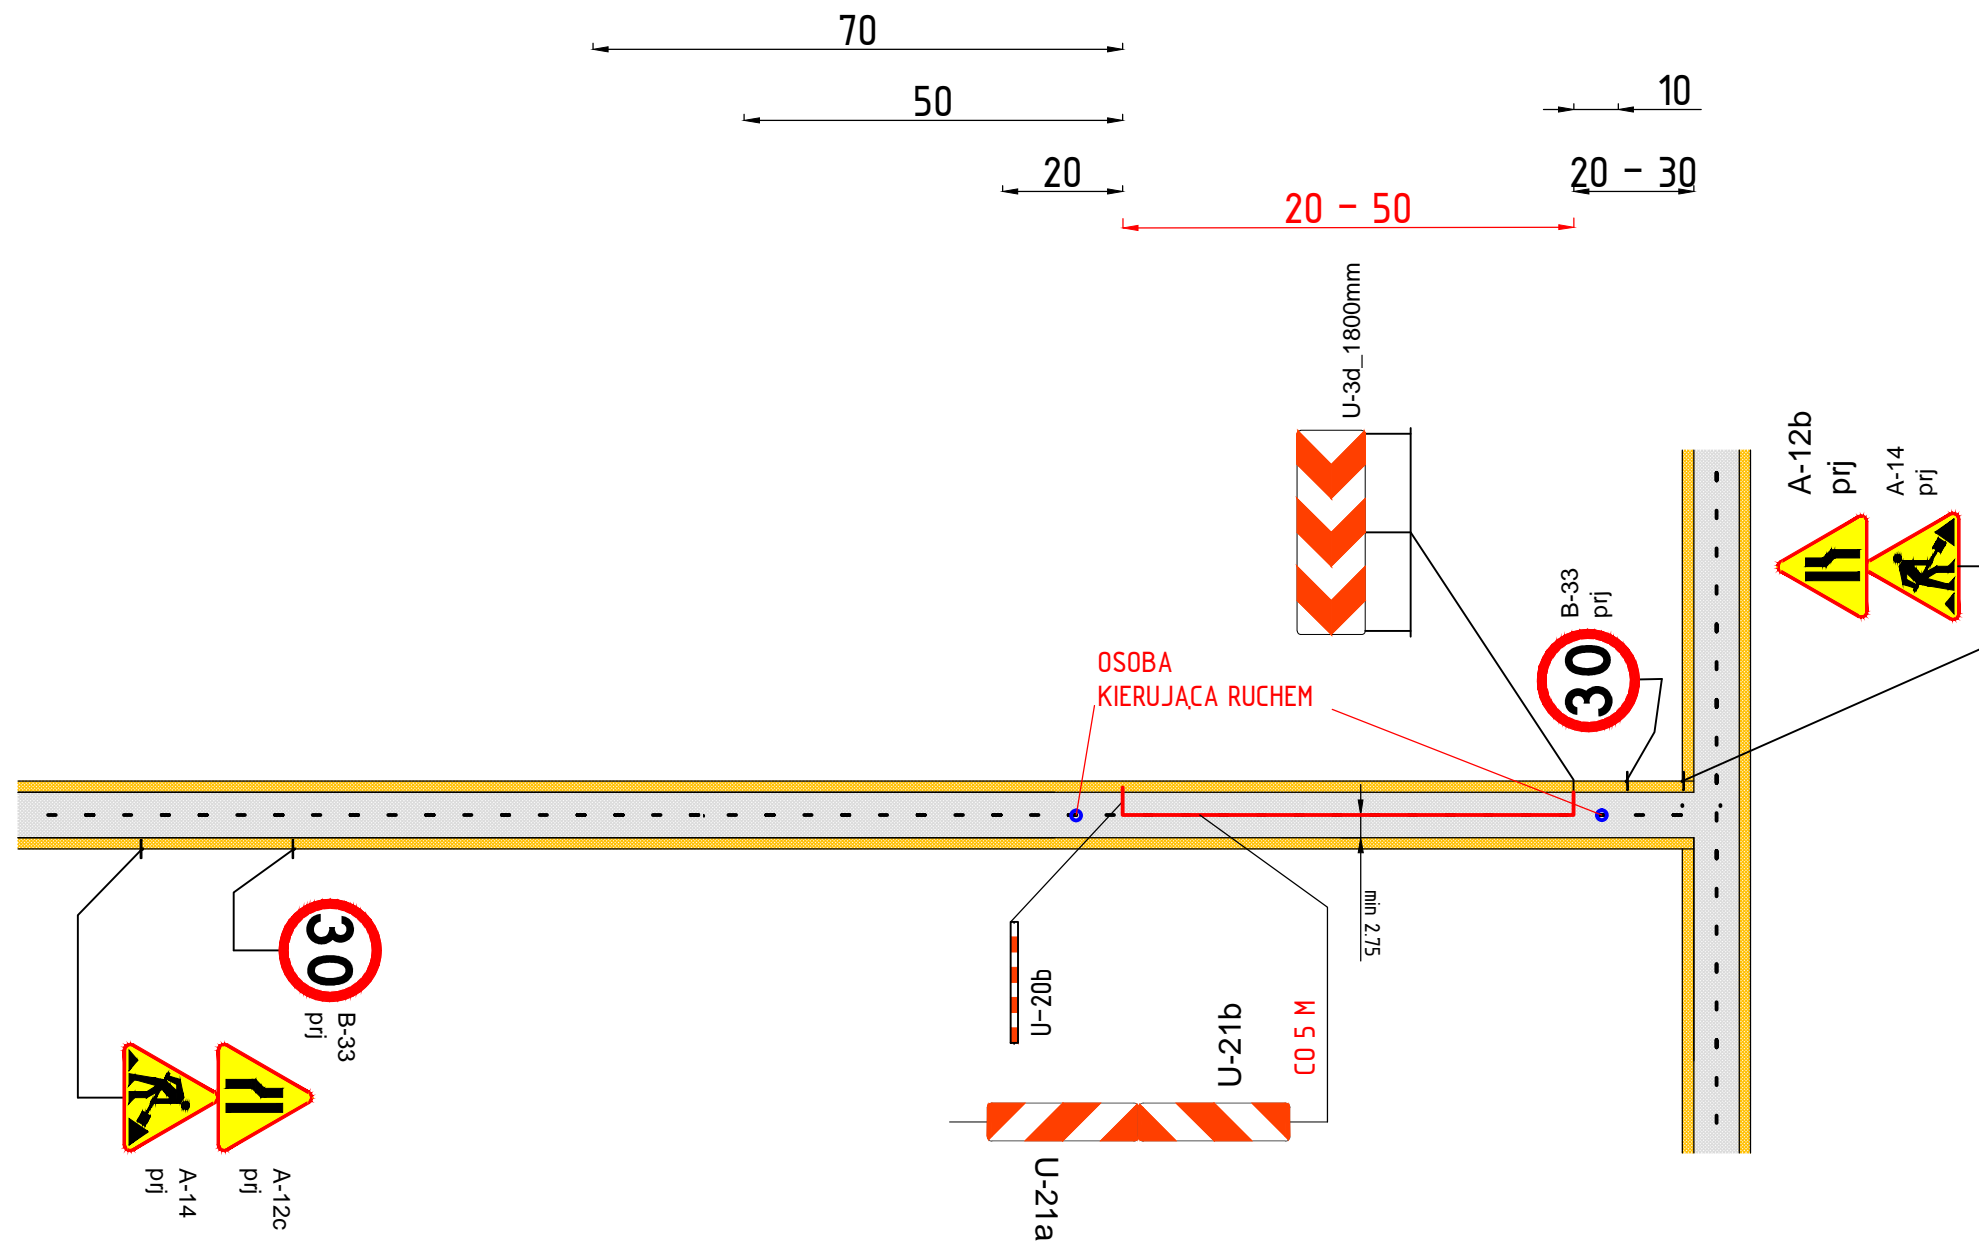 70
50
10
20
20 - 30
20 - 50
U-3d_1800mm
A-12b
prj
A-14
prj
B-33
prj
30
OSOBA
KIERUJĄCA RUCHEM
min 2.75
30
B-33
prj
U-20b
U-21b
CO 5 M
U-21a
A-14
prj
A-12c
prj